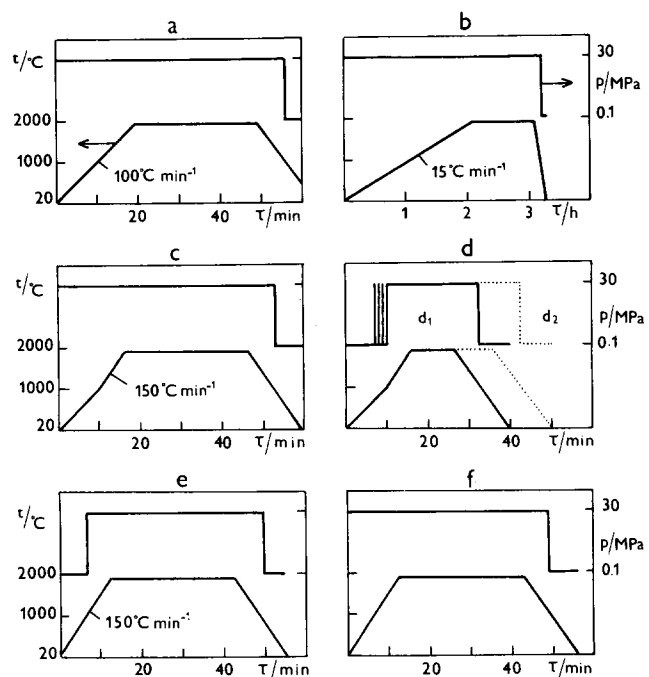 a
t/°C
2000
1000
20
100°C min⁻¹
20
40
τ/min
b
30
p/MPa
0.1
15°C min⁻¹
1
2
3
τ/h
c
t/°C
2000
1000
20
150°C min⁻¹
20
40
τ/min
d
30
p/MPa
0.1
d₁
d₂
20
40
τ/min
e
t/°C
2000
1000
20
150°C min⁻¹
20
40
τ/min
f
30
p/MPa
0.1
20
40
τ/min